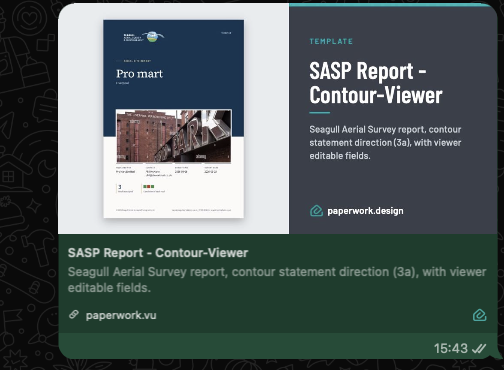 TEMPLATE
SASP Report -
Contour-Viewer
Seagull Aerial Survey report, contour
statement direction (3a), with viewer
editable fields.
paperwork.design
Pro mart
SASP Report - Contour-Viewer
Seagull Aerial Survey report, contour statement direction (3a), with viewer
editable fields.
paperwork.vu
15:43